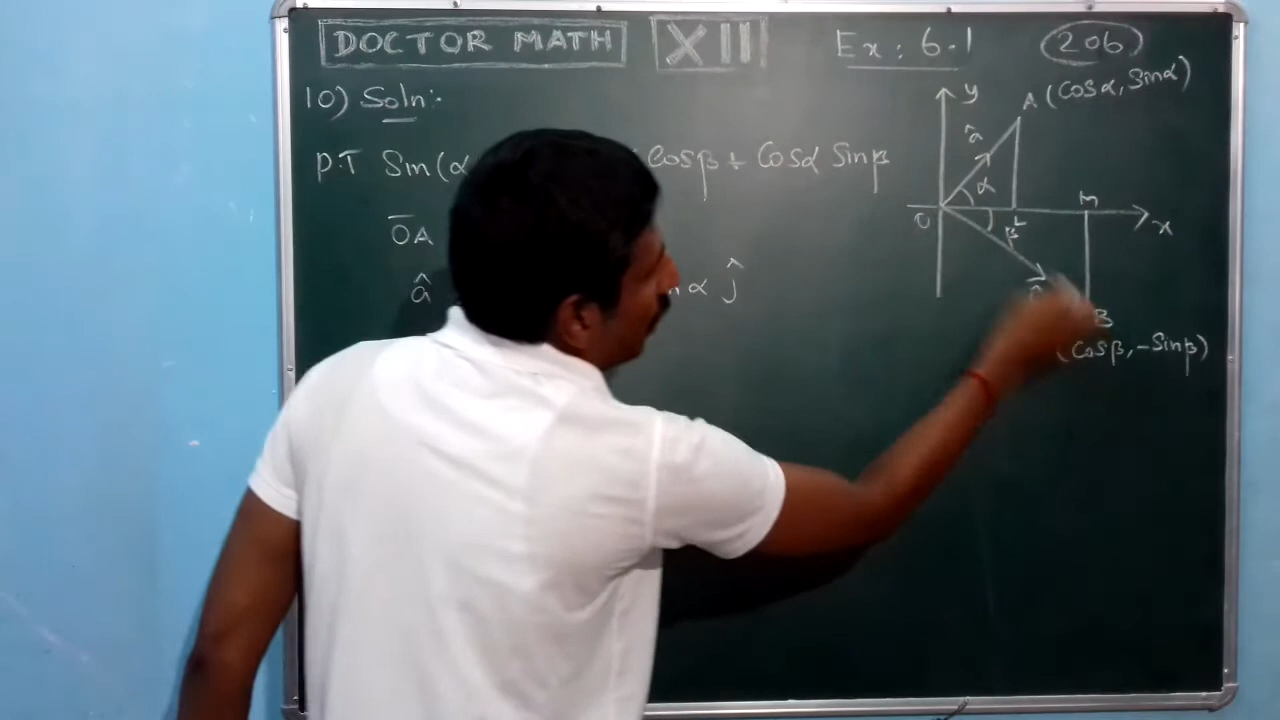 DOCTOR MATH XII Ex: 6.1 206
10) Soln:-
P.T Sin(α Cosβ + Cosα Sinβ
OA
â α ĵ
y
A (Cosα, Sinα)
â
α
O L M x
β
B
(Cosβ, -Sinβ)